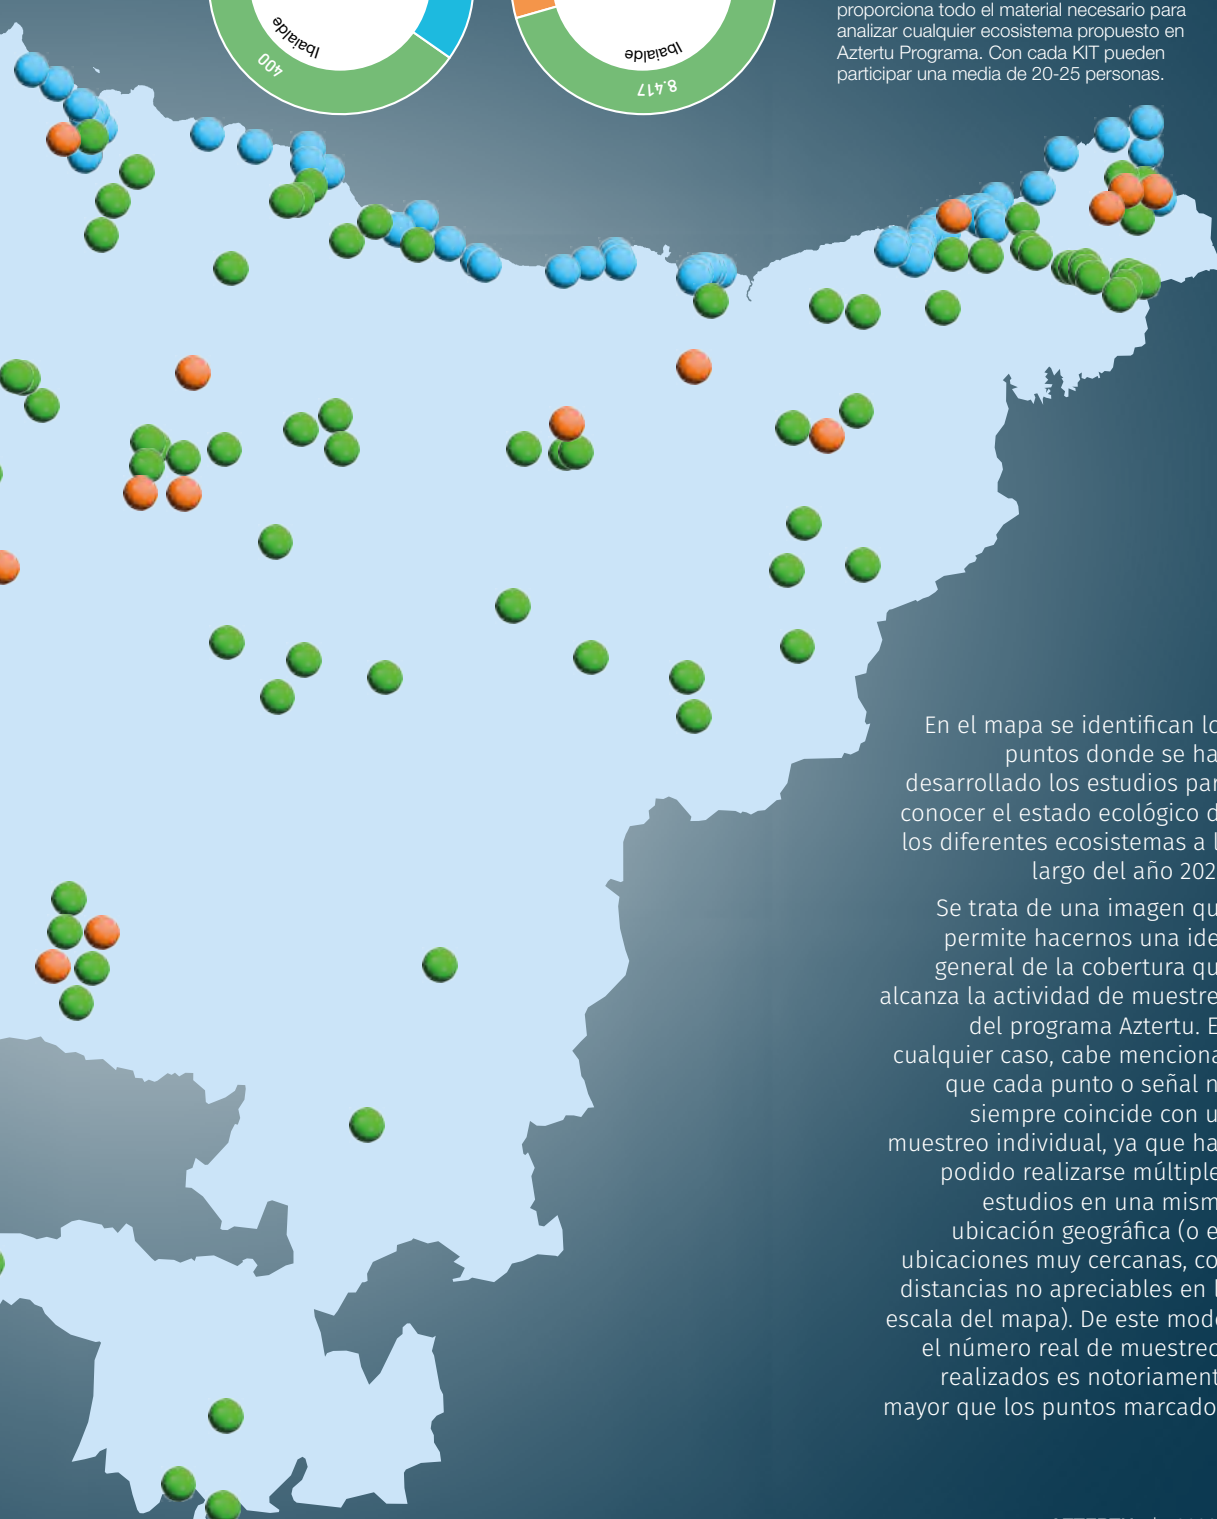 proporciona todo el material necesario para
analizar cualquier ecosistema propuesto en
Aztertu Programa. Con cada KIT pueden
participar una media de 20-25 personas.
Ibaialde
400
Ibaialde
8.417
En el mapa se identifican lo
puntos donde se ha
desarrollado los estudios par
conocer el estado ecológico d
los diferentes ecosistemas a l
largo del año 202
Se trata de una imagen qu
permite hacernos una ide
general de la cobertura qu
alcanza la actividad de muestre
del programa Aztertu. E
cualquier caso, cabe menciona
que cada punto o señal n
siempre coincide con u
muestreo individual, ya que ha
podido realizarse múltiple
estudios en una mism
ubicación geográfica (o e
ubicaciones muy cercanas, co
distancias no apreciables en l
escala del mapa). De este mod
el número real de muestreo
realizados es notoriament
mayor que los puntos marcado